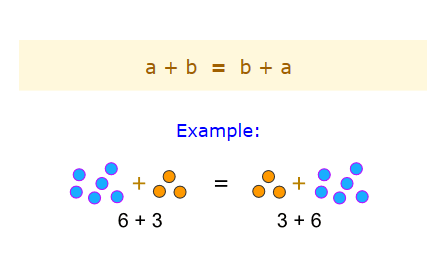 a + b = b + a
Example:
+ = +
6 + 3 3 + 6